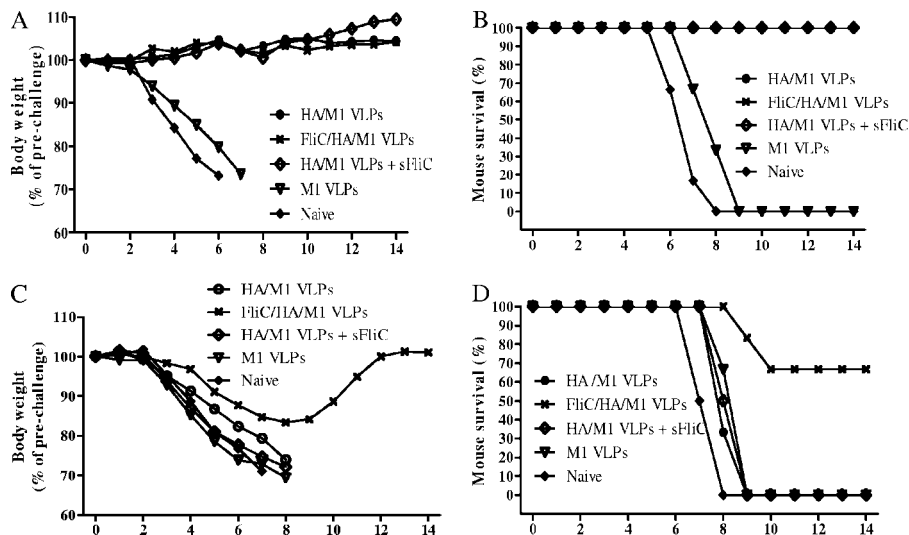 A
Body weight
(% of pre-challenge)
110
100
90
80
70
60
0 2 4 6 8 10 12 14
HA/M1 VLPs
FliC/HA/M1 VLPs
HA/M1 VLPs + sFliC
M1 VLPs
Naive
B
Mouse survival (%)
100
90
80
70
60
50
40
30
20
10
0
0 2 4 6 8 10 12 14
HA/M1 VLPs
FliC/HA/M1 VLPs
HA/M1 VLPs + sFliC
M1 VLPs
Naive
C
Body weight
(% of pre-challenge)
110
100
90
80
70
60
0 2 4 6 8 10 12 14
HA/M1 VLPs
FliC/HA/M1 VLPs
HA/M1 VLPs + sFliC
M1 VLPs
Naive
D
Mouse survival (%)
100
90
80
70
60
50
40
30
20
10
0
0 2 4 6 8 10 12 14
HA/M1 VLPs
FliC/HA/M1 VLPs
HA/M1 VLPs + sFliC
M1 VLPs
Naive